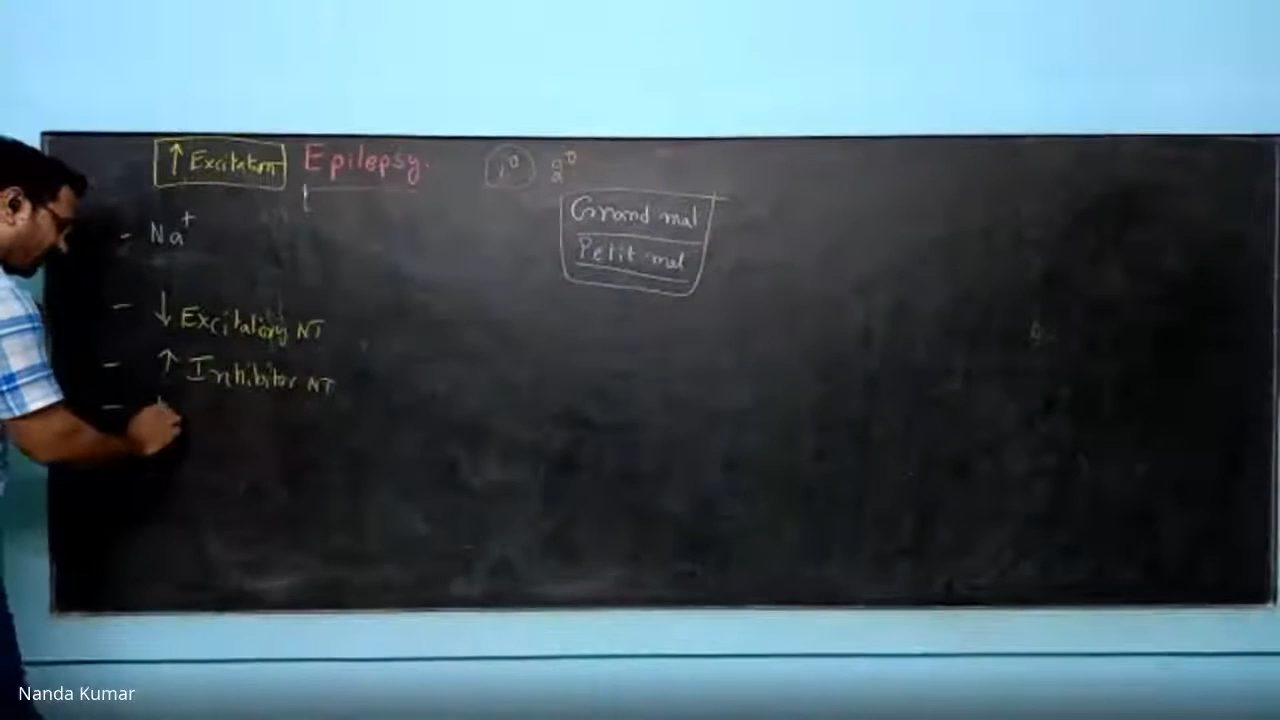 ↑ Excitation Epilepsy. 1° 2°
Grand mal
Petit mal
- Na+
- ↓ Excitatory NT
- ↑ Inhibitor NT
-
Nanda Kumar